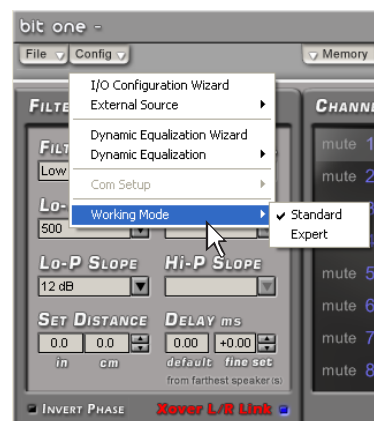 bit one -
File Config Memory
I/O Configuration Wizard
External Source
Dynamic Equalization Wizard
Dynamic Equalization
Com Setup
Working Mode
Standard
Expert
FILTE CHANN
FILT
Low
mute 1
mute 2
LO-
500
LO-P SLOPE HI-P SLOPE
12 dB
mute 5
mute 6
SET DISTANCE DELAY ms
0.0 0.0 0.00 +0.00
mute 7
in cm default fine set
from farthest speaker(s)
mute 8
INVERT PHASE Xover L/R Link